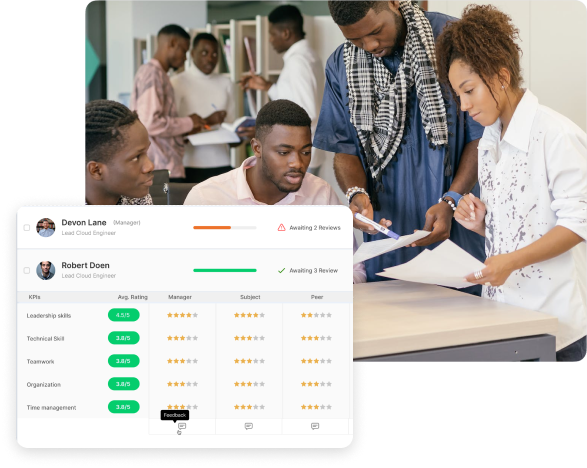 Devon Lane (Manager)
Lead Cloud Engineer
Awaiting 2 Reviews
Robert Doen
Lead Cloud Engineer
Awaiting 3 Review
KPIs Avg. Rating Manager Subject Peer
Leadership skills 4.5/5
Technical Skill 3.8/5
Teamwork 3.8/5
Organization 3.8/5
Time management 3.8/5
Feedback